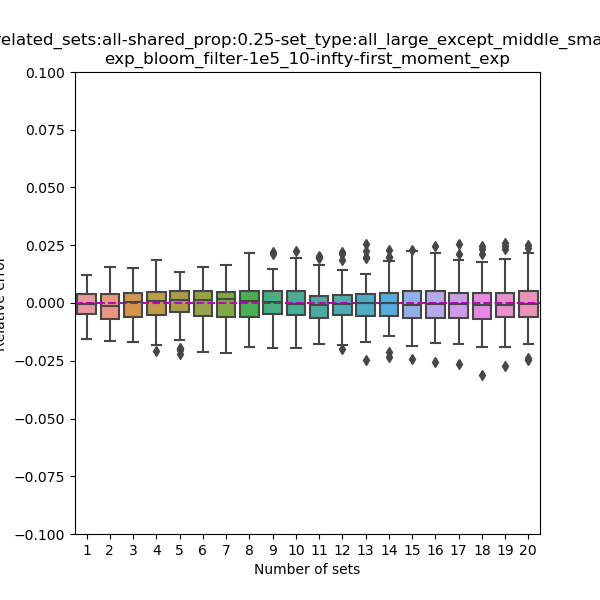 related_sets:all-shared_prop:0.25-set_type:all_large_except_middle_sma
exp_bloom_filter-1e5_10-infty-first_moment_exp
0.100
0.075
0.050
0.025
0.000
−0.025
−0.050
−0.075
−0.100
Relative error
1 2 3 4 5 6 7 8 9 10 11 12 13 14 15 16 17 18 19 20
Number of sets